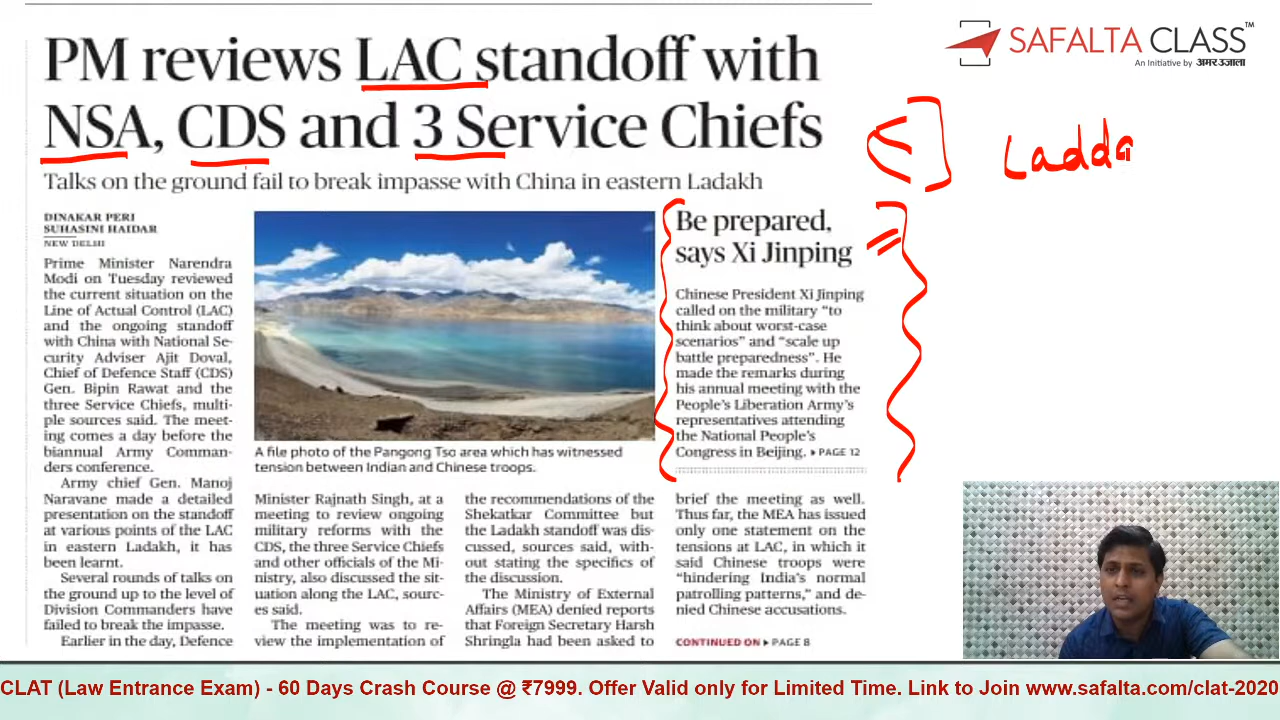 PM reviews LAC standoff with
NSA, CDS and 3 Service Chiefs
Talks on the ground fail to break impasse with China in eastern Ladakh
SAFALTA CLASS™
An Initiative by अमर उजाला
Ladda
DINAKAR PERI
SUHASINI HAIDAR
NEW DELHI
Prime Minister Narendra
Modi on Tuesday reviewed
the current situation on the
Line of Actual Control (LAC)
and the ongoing standoff
with China with National Se-
curity Adviser Ajit Doval,
Chief of Defence Staff (CDS)
Gen. Bipin Rawat and the
three Service Chiefs, multi-
ple sources said. The meet-
ing comes a day before the
biannual Army Comman-
ders conference.
Army chief Gen. Manoj
Naravane made a detailed
presentation on the standoff
at various points of the LAC
in eastern Ladakh, it has
been learnt.
Several rounds of talks on
the ground up to the level of
Division Commanders have
failed to break the impasse.
Earlier in the day, Defence
A file photo of the Pangong Tso area which has witnessed
tension between Indian and Chinese troops.
Minister Rajnath Singh, at a
meeting to review ongoing
military reforms with the
CDS, the three Service Chiefs
and other officials of the Mi-
nistry, also discussed the sit-
uation along the LAC, sourc-
es said.
The meeting was to re-
view the implementation of
the recommendations of the
Shekatkar Committee but
the Ladakh standoff was dis-
cussed, sources said, with-
out stating the specifics of
the discussion.
The Ministry of External
Affairs (MEA) denied reports
that Foreign Secretary Harsh
Shringla had been asked to
Be prepared,
says Xi Jinping
Chinese President Xi Jinping
called on the military "to
think about worst-case
scenarios" and "scale up
battle preparedness". He
made the remarks during
his annual meeting with the
People's Liberation Army's
representatives attending
the National People's
Congress in Beijing. ▸ PAGE 12
brief the meeting as well.
Thus far, the MEA has issued
only one statement on the
tensions at LAC, in which it
said Chinese troops were
"hindering India's normal
patrolling patterns," and de-
nied Chinese accusations.
CONTINUED ON ▸ PAGE 8
CLAT (Law Entrance Exam) - 60 Days Crash Course @ ₹7999. Offer Valid only for Limited Time. Link to Join www.safalta.com/clat-2020